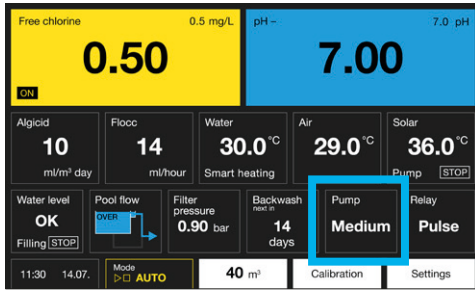 Free chlorine 0.5 mg/L pH – 7.0 pH
0.50 7.00
ON
Algicid Flocc Water Air Solar
10 14 30.0°C 29.0°C 36.0°C
ml/m³ day ml/hour Smart heating Pump STOP
Water level Pool flow Filter pressure Backwash next in Pump Relay
OK OVER 0.90 bar 14 days Medium Pulse
Filling STOP
11:30 14.07. Mode AUTO 40 m³ Calibration Settings